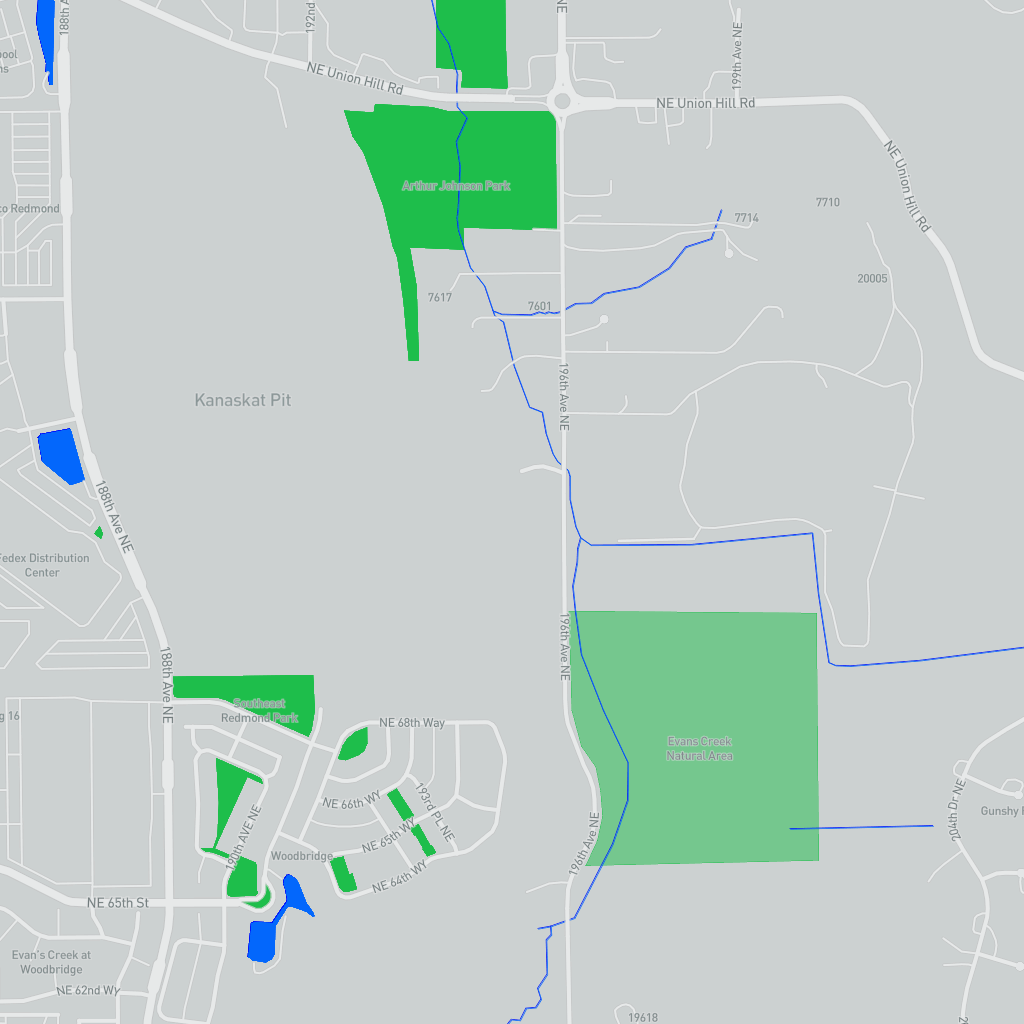 188th A
192nd
NE
NE Union Hill Rd
199th Ave NE
NE Union Hill Rd
NE Union Hill Rd
Arthur Johnson Park
co Redmond
7710
7714
20005
7617
7601
196th Ave NE
Kanaskat Pit
188th Ave NE
Fedex Distribution
Center
196th Ave NE
188th Ave NE
Southeast
Redmond Park
g 16
NE 68th Way
Evans Creek
Natural Area
NE 66th WY
193rd PL NE
190th AVE NE
NE 65th WY
196th Ave NE
204th Dr NE
Gunshy
Woodbridge
NE 64th WY
NE 65th St
Evan's Creek at
Woodbridge
NE 62nd Wy
19618